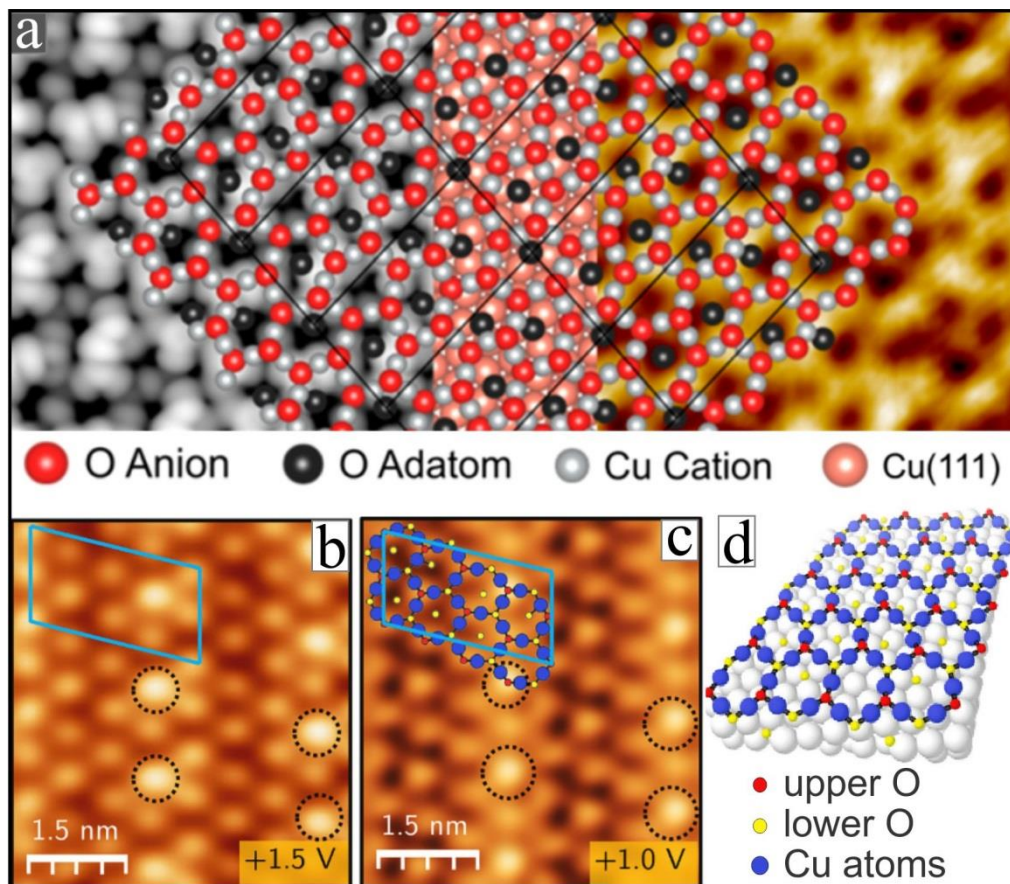 a
O Anion O Adatom Cu Cation Cu(111)
b c d
1.5 nm +1.5 V
1.5 nm +1.0 V
upper O
lower O
Cu atoms